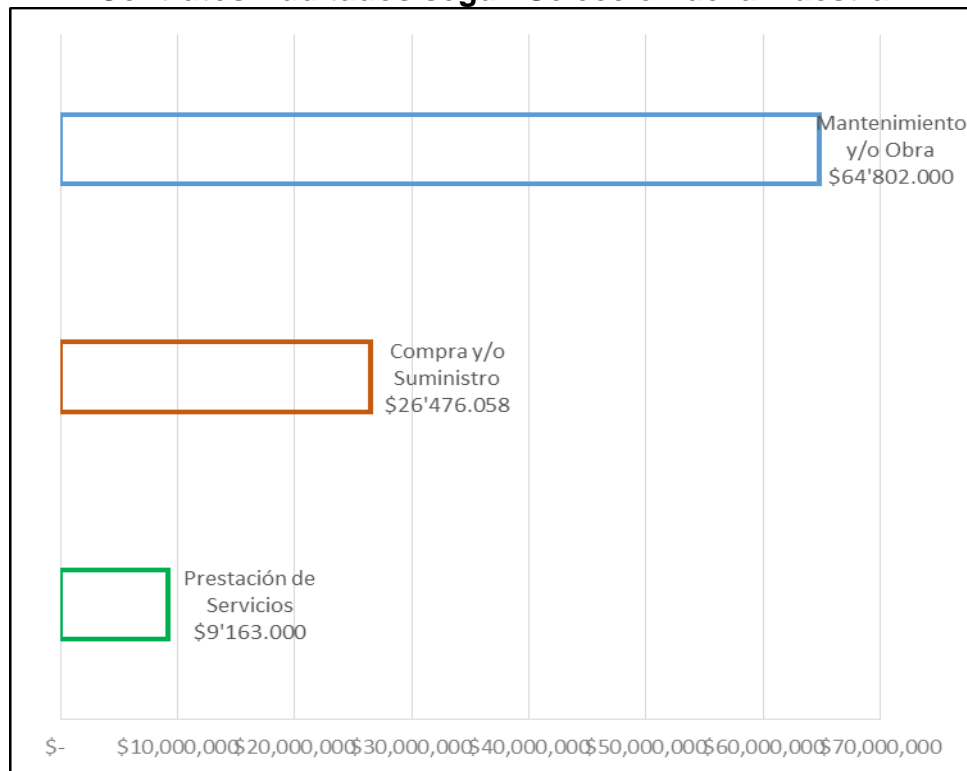 Mantenimiento
y/o Obra
$64'802.000
Compra y/o
Suministro
$26'476.058
Prestación de
Servicios
$9'163.000
$- $10,000,000 $20,000,000 $30,000,000 $40,000,000 $50,000,000 $60,000,000 $70,000,000